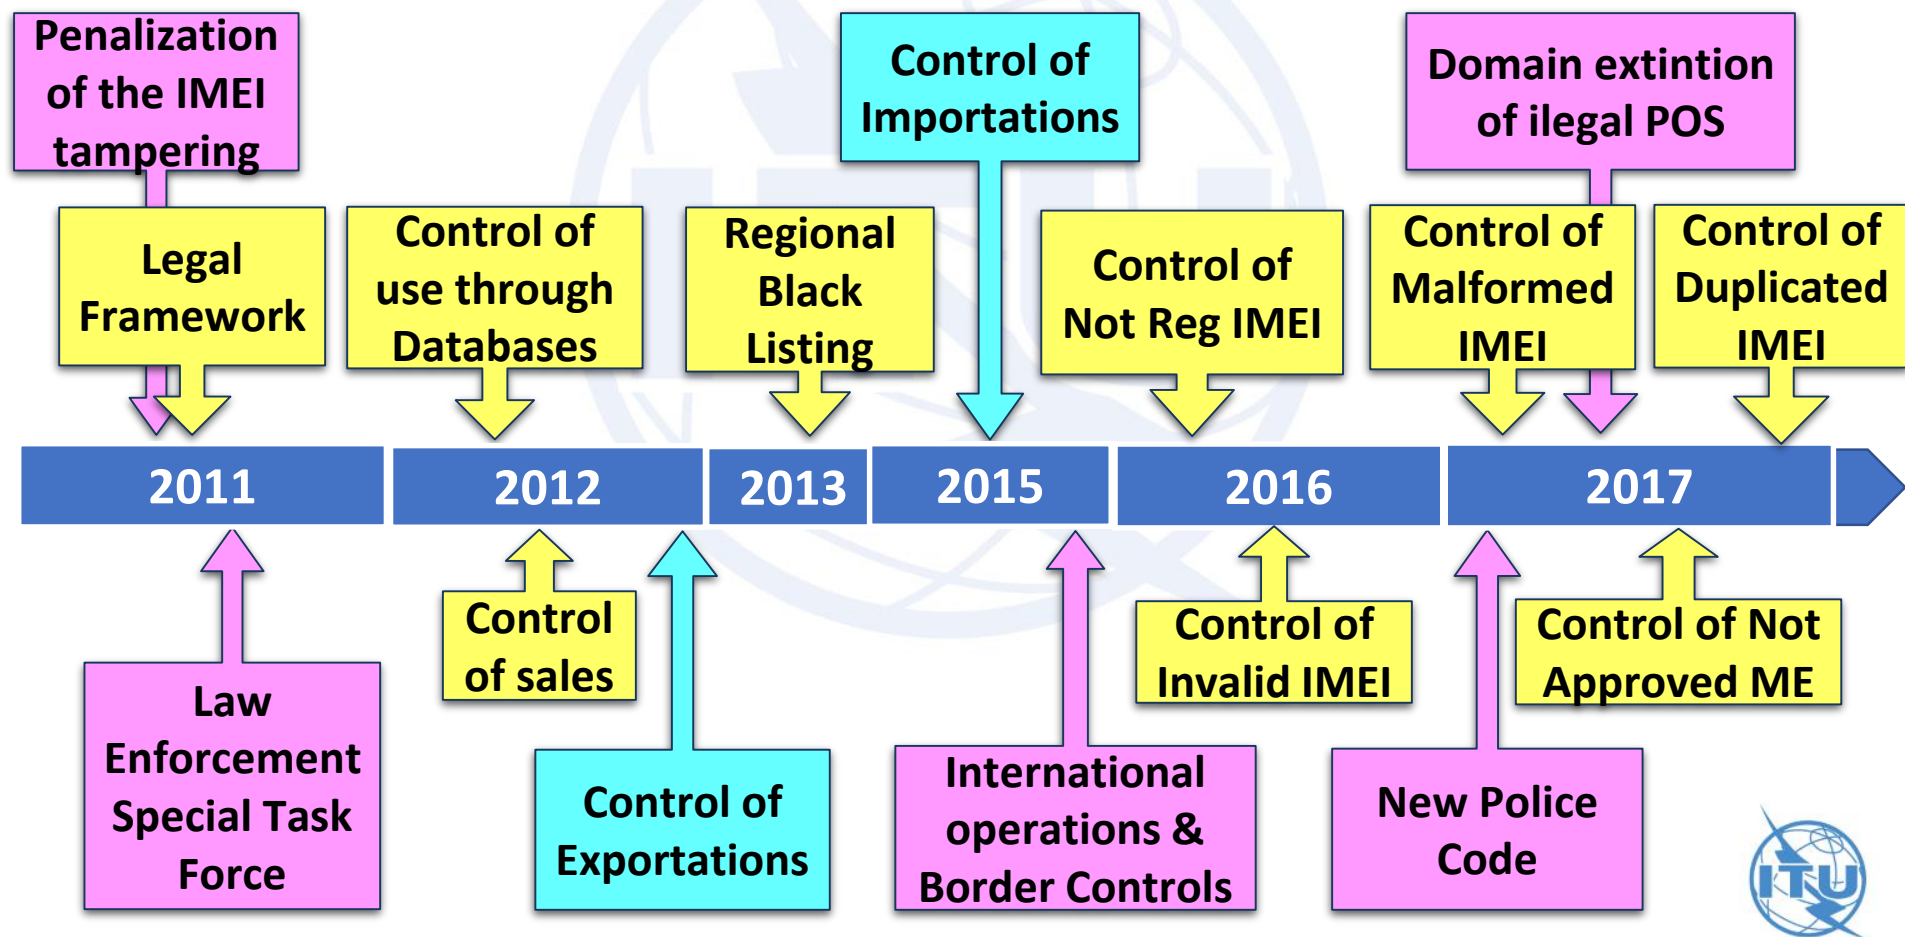 Penalization
of the IMEI
tampering
Control of
Importations
Domain extintion
of ilegal POS
Legal
Framework
Control of
use through
Databases
Regional
Black
Listing
Control of
Not Reg IMEI
Control of
Malformed
IMEI
Control of
Duplicated
IMEI
2011
2012
2013
2015
2016
2017
Control
of sales
Control of
Invalid IMEI
Control of Not
Approved ME
Law
Enforcement
Special Task
Force
Control of
Exportations
International
operations &
Border Controls
New Police
Code
ITU
ITU